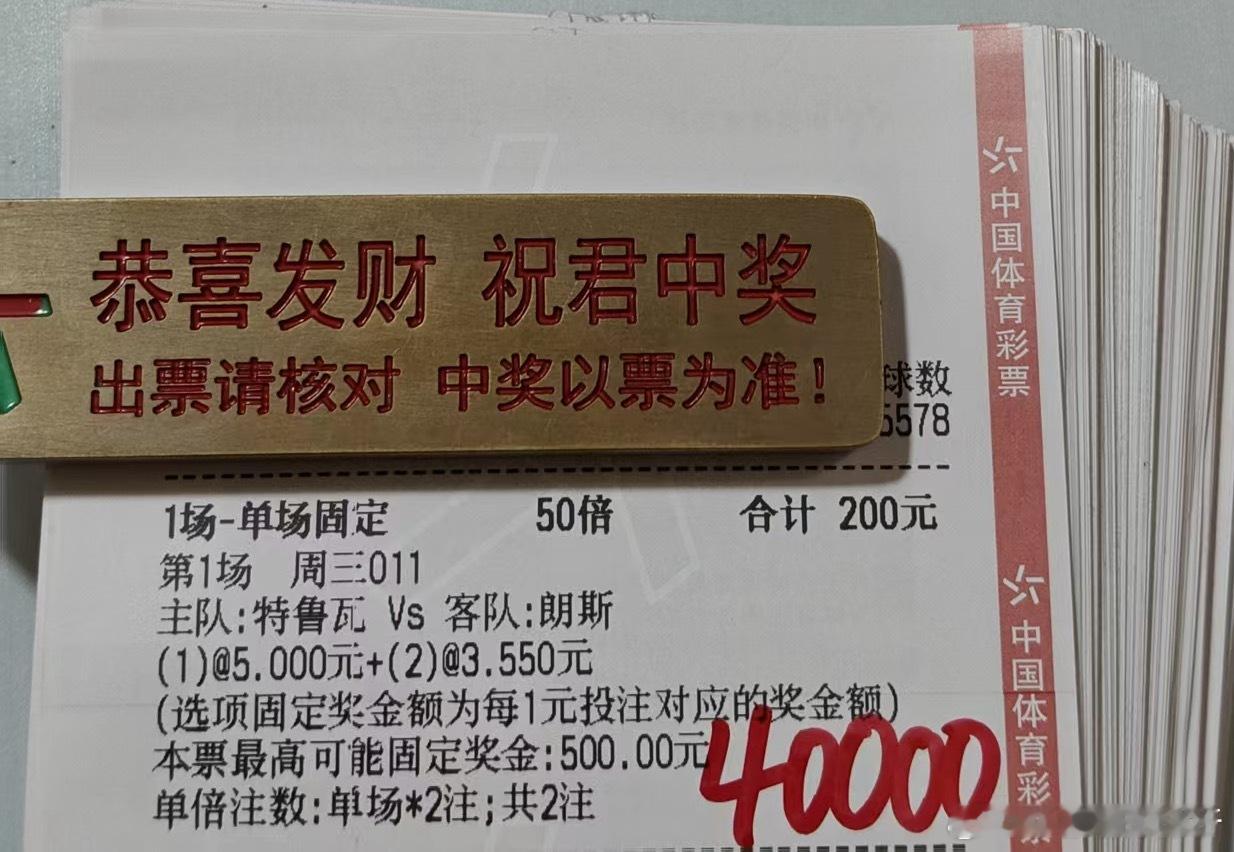 恭喜发财 祝君中奖
出票请核对 中奖以票为准!
球数
5578
1场-单场固定 50倍 合计 200元
第1场 周三011
主队:特鲁瓦 Vs 客队:朗斯
(1)@5.000元+(2)@3.550元
(选项固定奖金额为每1元投注对应的奖金额)
本票最高可能固定奖金:500.00元
单倍注数:单场*2注;共2注
40000
中国体育彩票
中国体育彩票